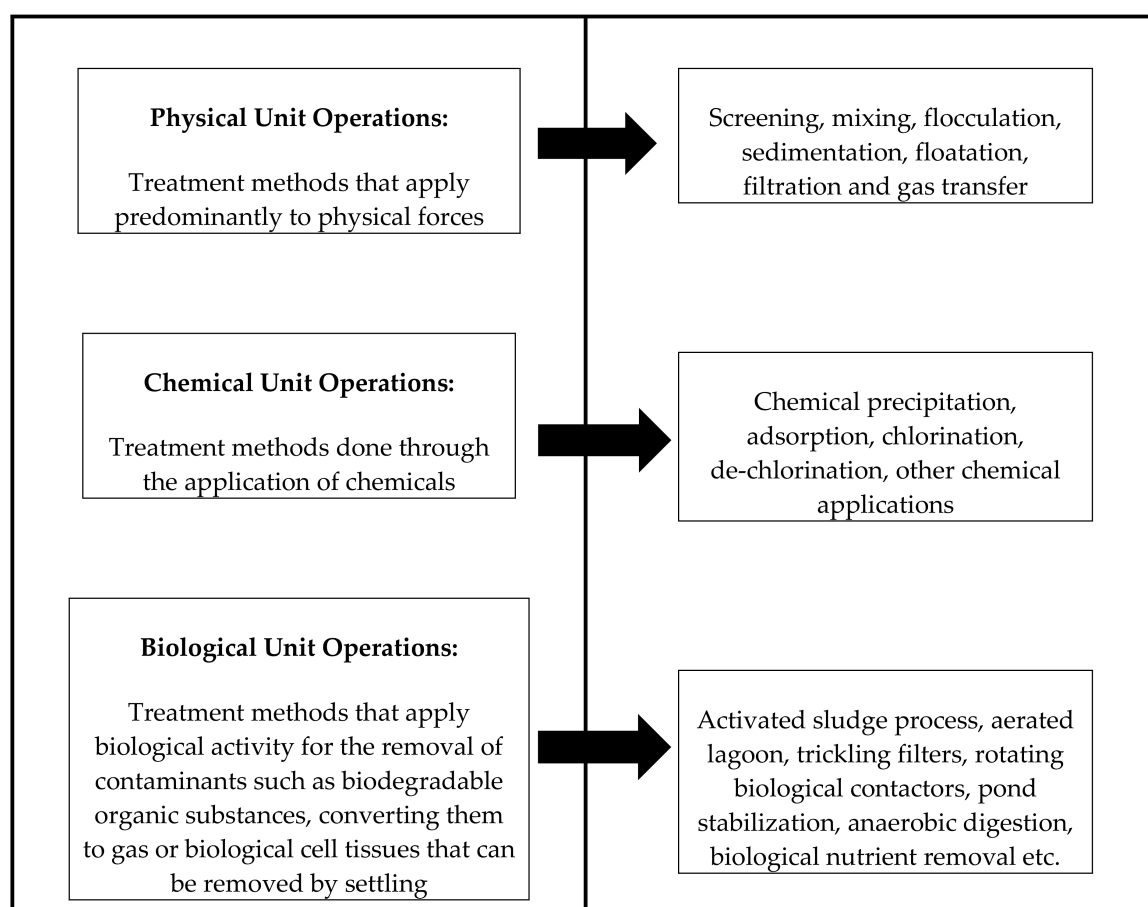 Physical Unit Operations:
Treatment methods that apply
predominantly to physical forces
Screening, mixing, flocculation,
sedimentation, floatation,
filtration and gas transfer
Chemical Unit Operations:
Treatment methods done through
the application of chemicals
Chemical precipitation,
adsorption, chlorination,
de-chlorination, other chemical
applications
Biological Unit Operations:
Treatment methods that apply
biological activity for the removal of
contaminants such as biodegradable
organic substances, converting them
to gas or biological cell tissues that can
be removed by settling
Activated sludge process, aerated
lagoon, trickling filters, rotating
biological contactors, pond
stabilization, anaerobic digestion,
biological nutrient removal etc.